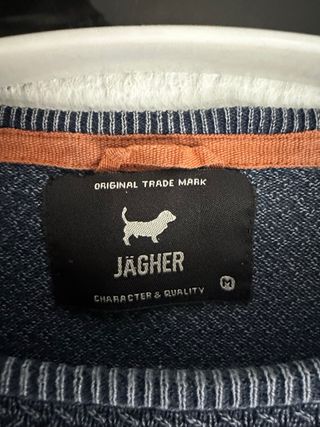 ORIGINAL TRADE MARK
JÄGHER
CHARACTER & QUALITY
M